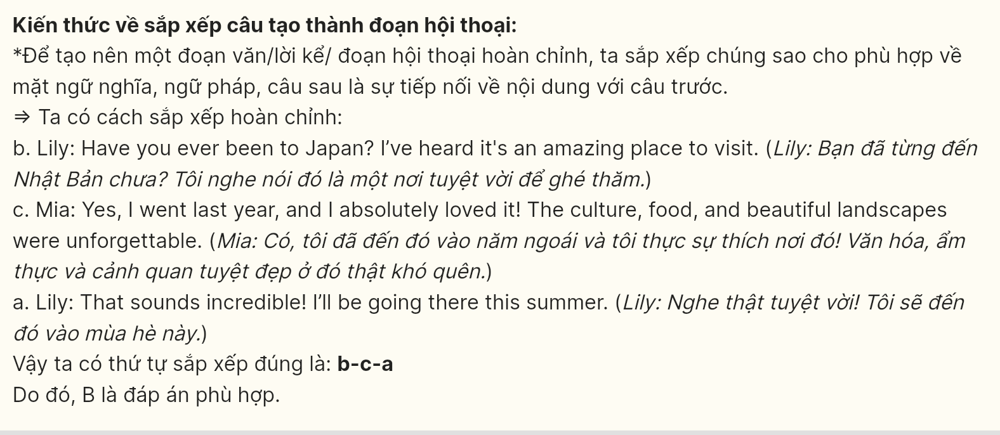 Kiến thức về sắp xếp câu tạo thành đoạn hội thoại:
*Để tạo nên một đoạn văn/lời kể/ đoạn hội thoại hoàn chỉnh, ta sắp xếp chúng sao cho phù hợp về
mặt ngữ nghĩa, ngữ pháp, câu sau là sự tiếp nối về nội dung với câu trước.
⇒ Ta có cách sắp xếp hoàn chỉnh:
b. Lily: Have you ever been to Japan? I’ve heard it's an amazing place to visit. (Lily: Bạn đã từng đến
Nhật Bản chưa? Tôi nghe nói đó là một nơi tuyệt vời để ghé thăm.)
c. Mia: Yes, I went last year, and I absolutely loved it! The culture, food, and beautiful landscapes
were unforgettable. (Mia: Có, tôi đã đến đó vào năm ngoái và tôi thực sự thích nơi đó! Văn hóa, ẩm
thực và cảnh quan tuyệt đẹp ở đó thật khó quên.)
a. Lily: That sounds incredible! I’ll be going there this summer. (Lily: Nghe thật tuyệt vời! Tôi sẽ đến
đó vào mùa hè này.)
Vậy ta có thứ tự sắp xếp đúng là: b-c-a
Do đó, B là đáp án phù hợp.